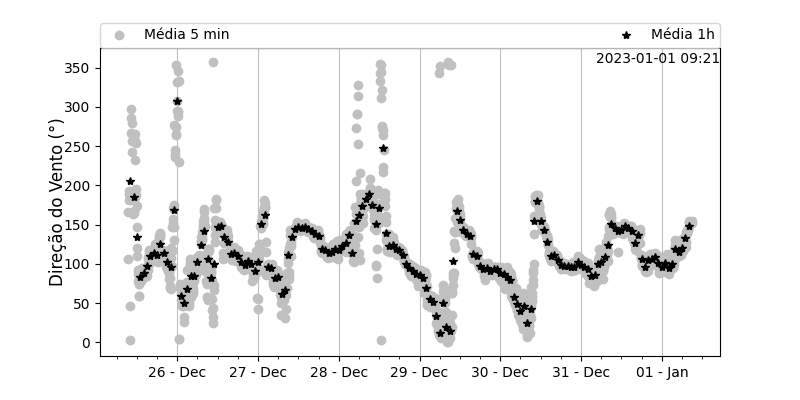 Média 5 min
Média 1h
2023-01-01 09:21
Direção do Vento (°)
350
300
250
200
150
100
50
0
26 - Dec
27 - Dec
28 - Dec
29 - Dec
30 - Dec
31 - Dec
01 - Jan